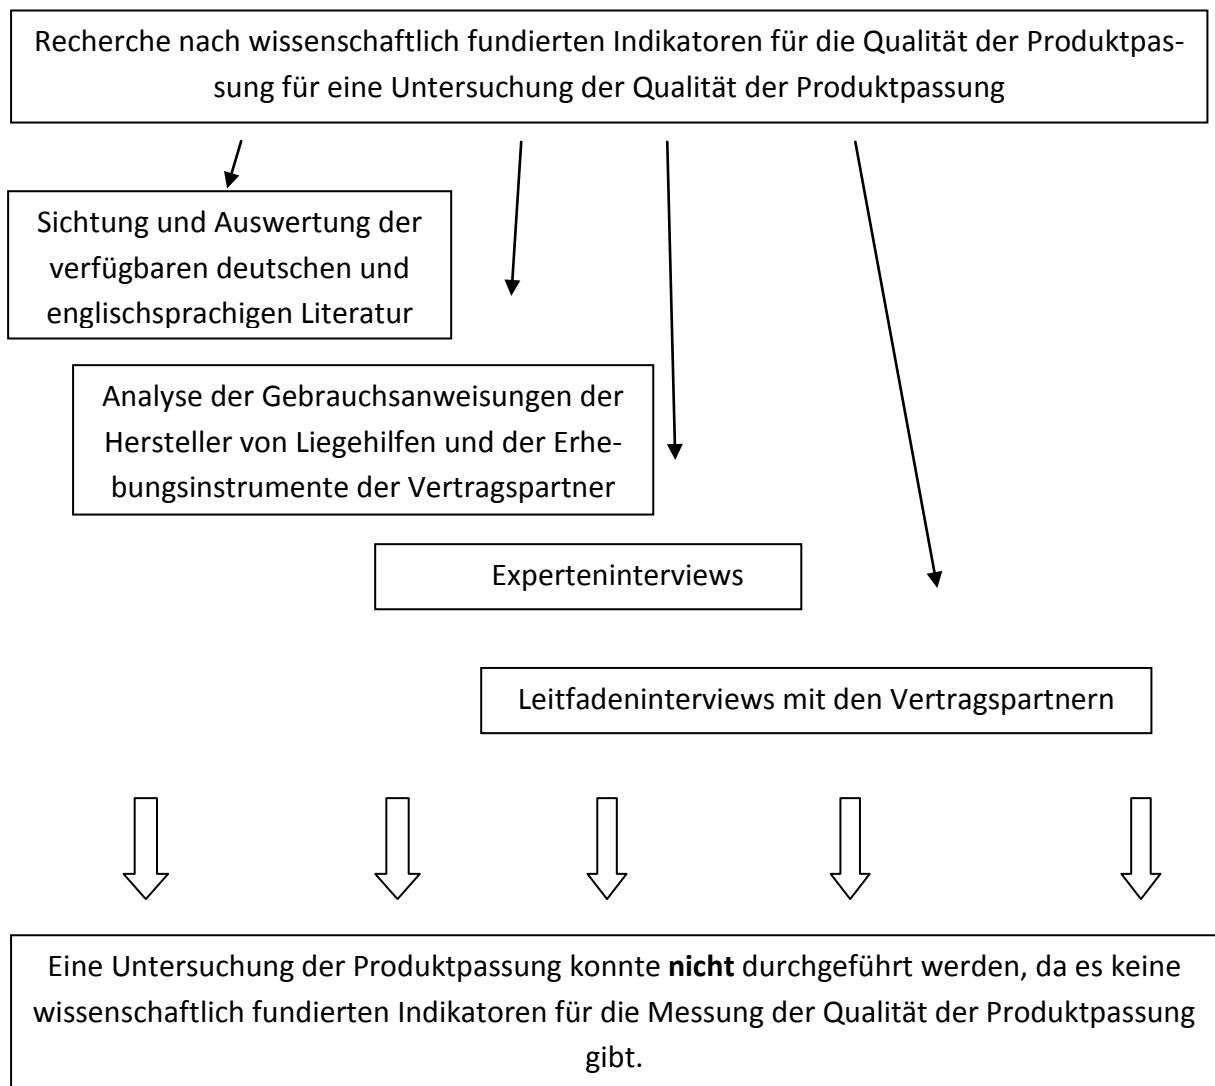 Recherche nach wissenschaftlich fundierten Indikatoren für die Qualität der Produktpas-
sung für eine Untersuchung der Qualität der Produktpassung
Sichtung und Auswertung der
verfügbaren deutschen und
englischsprachigen Literatur
Analyse der Gebrauchsanweisungen der
Hersteller von Liegehilfen und der Erhe-
bungsinstrumente der Vertragspartner
Experteninterviews
Leitfadeninterviews mit den Vertragspartnern
Eine Untersuchung der Produktpassung konnte nicht durchgeführt werden, da es keine
wissenschaftlich fundierten Indikatoren für die Messung der Qualität der Produktpassung
gibt.